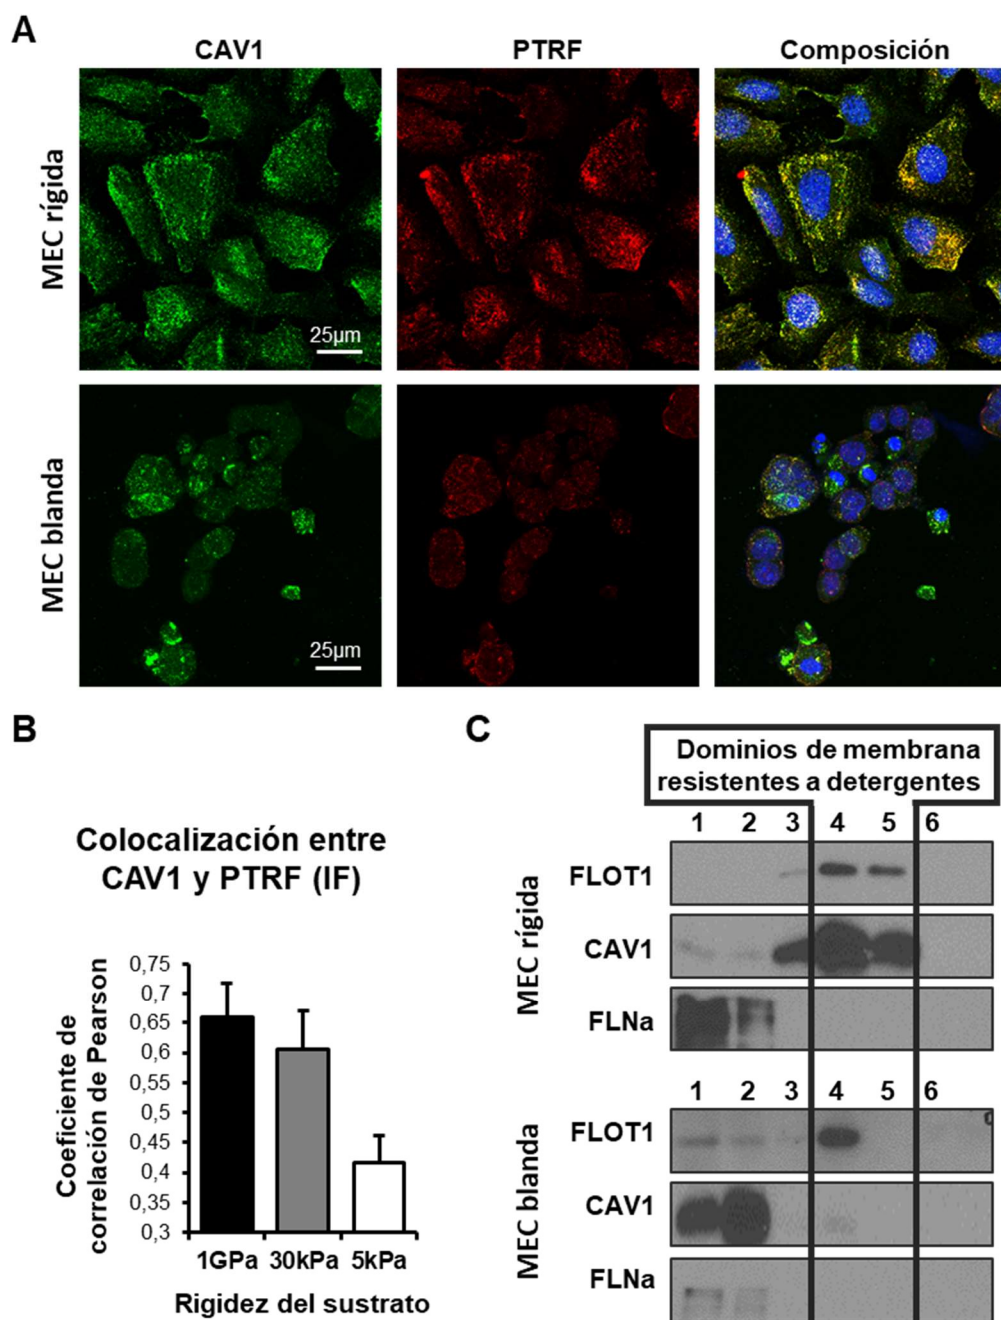 A
CAV1
PTRF
Composición
MEC rígida
25µm
MEC blanda
25µm
B
Colocalización entre
CAV1 y PTRF (IF)
Coeficiente de
correlación de Pearson
0,75
0,7
0,65
0,6
0,55
0,5
0,45
0,4
0,35
0,3
1GPa 30kPa 5kPa
Rigidez del sustrato
C
Dominios de membrana
resistentes a detergentes
1 2 3 4 5 6
MEC rígida
FLOT1
CAV1
FLNa
1 2 3 4 5 6
MEC blanda
FLOT1
CAV1
FLNa